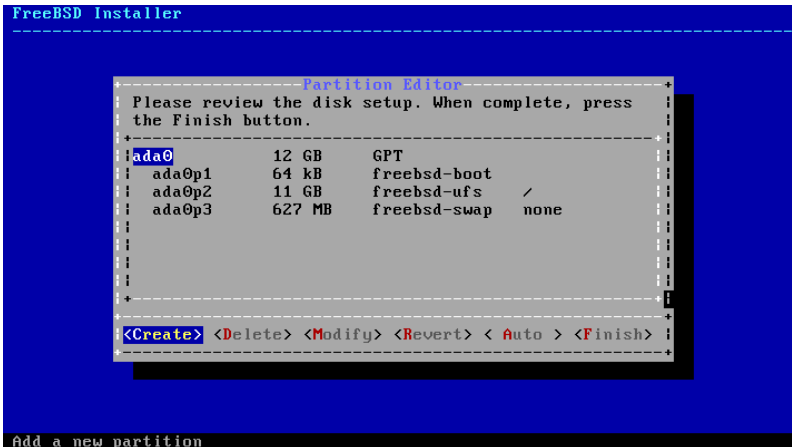 FreeBSD Installer
Partition Editor
Please review the disk setup. When complete, press
the Finish button.
ada0 12 GB GPT
ada0p1 64 kB freebsd-boot
ada0p2 11 GB freebsd-ufs /
ada0p3 627 MB freebsd-swap none
<Create> <Delete> <Modify> <Revert> < Auto > <Finish>
Add a new partition